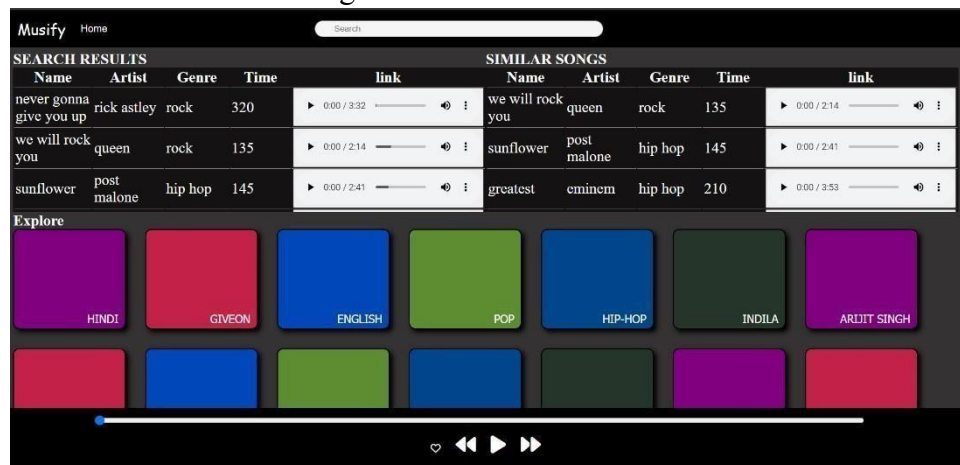 Musify Home Search
SEARCH RESULTS SIMILAR SONGS
Name Artist Genre Time link Name Artist Genre Time link
never gonna give you up rick astley rock 320 0:00 / 3:32 we will rock you queen rock 135 0:00 / 2:14
we will rock you queen rock 135 0:00 / 2:14 sunflower post malone hip hop 145 0:00 / 2:41
sunflower post malone hip hop 145 0:00 / 2:41 greatest eminem hip hop 210 0:00 / 3:53
Explore
HINDI GIVEON ENGLISH POP HIP-HOP INDILA ARIJIT SINGH